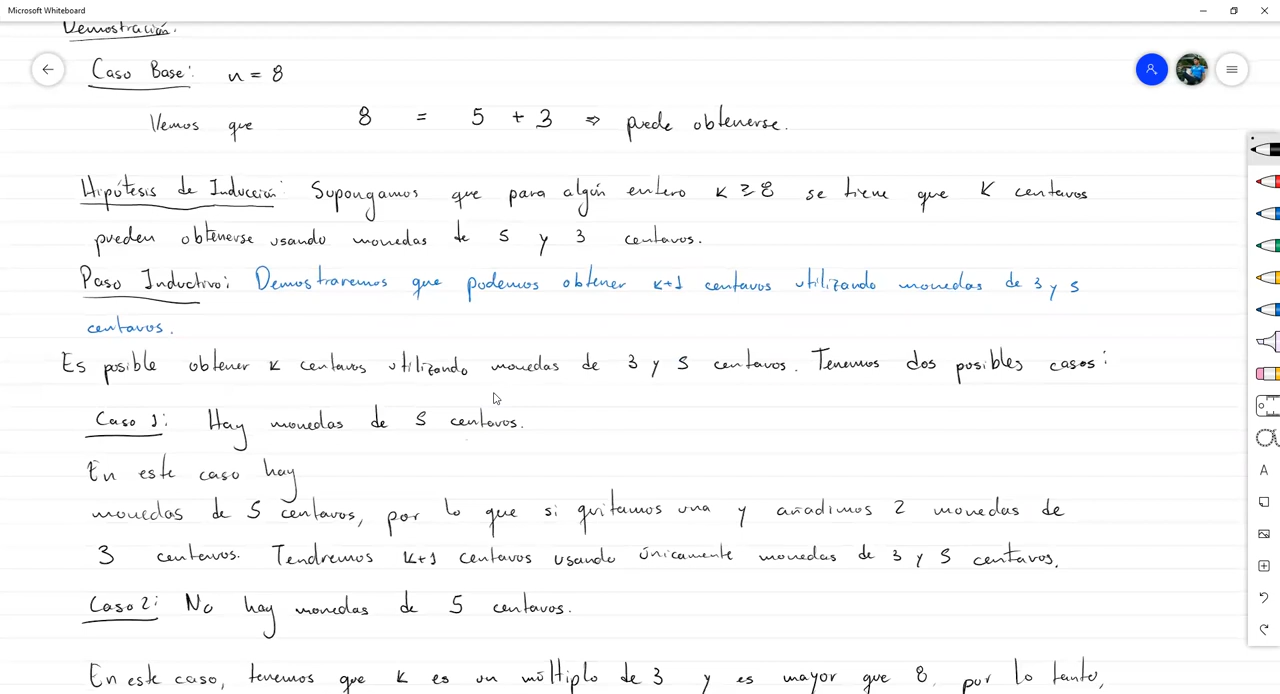 Microsoft Whiteboard
Demostración.
Caso Base: n = 8
Vemos que 8 = 5 + 3 ⇒ puede obtenerse.
Hipótesis de Inducción: Supongamos que para algún entero K ≥ 8 se tiene que K centavos
pueden obtenerse usando monedas de 5 y 3 centavos.
Paso Inductivo: Demostraremos que podemos obtener K+1 centavos utilizando monedas de 3 y 5
centavos.
Es posible obtener K centavos utilizando monedas de 3 y 5 centavos. Tenemos dos posibles casos:
Caso 1: Hay monedas de 5 centavos.
En este caso hay
monedas de 5 centavos, por lo que si quitamos una y añadimos 2 monedas de
3 centavos. Tendremos K+1 centavos usando únicamente monedas de 3 y 5 centavos.
Caso 2: No hay monedas de 5 centavos.
En este caso, tenemos que K es un múltiplo de 3 y es mayor que 8, por lo tanto,
A